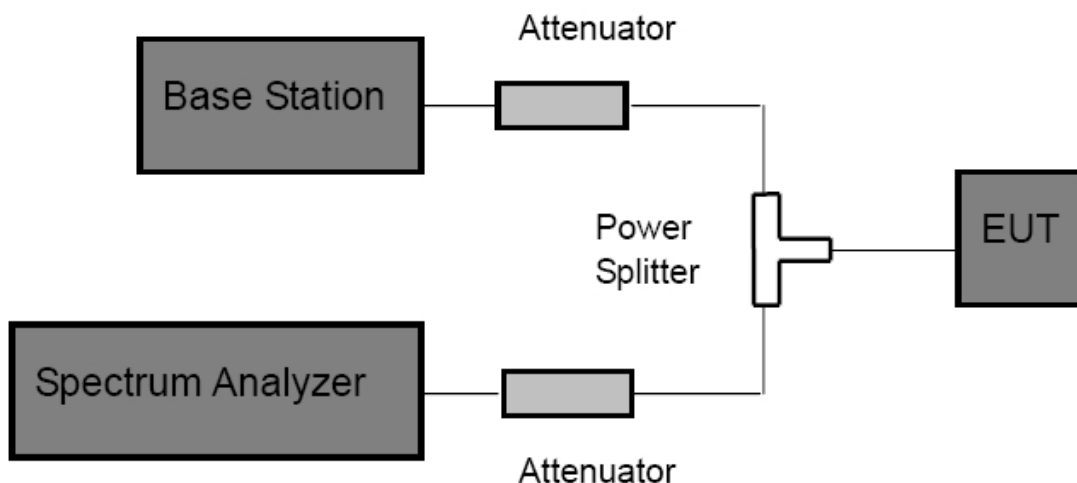 Attenuator
Base Station
Power
Splitter
EUT
Spectrum Analyzer
Attenuator